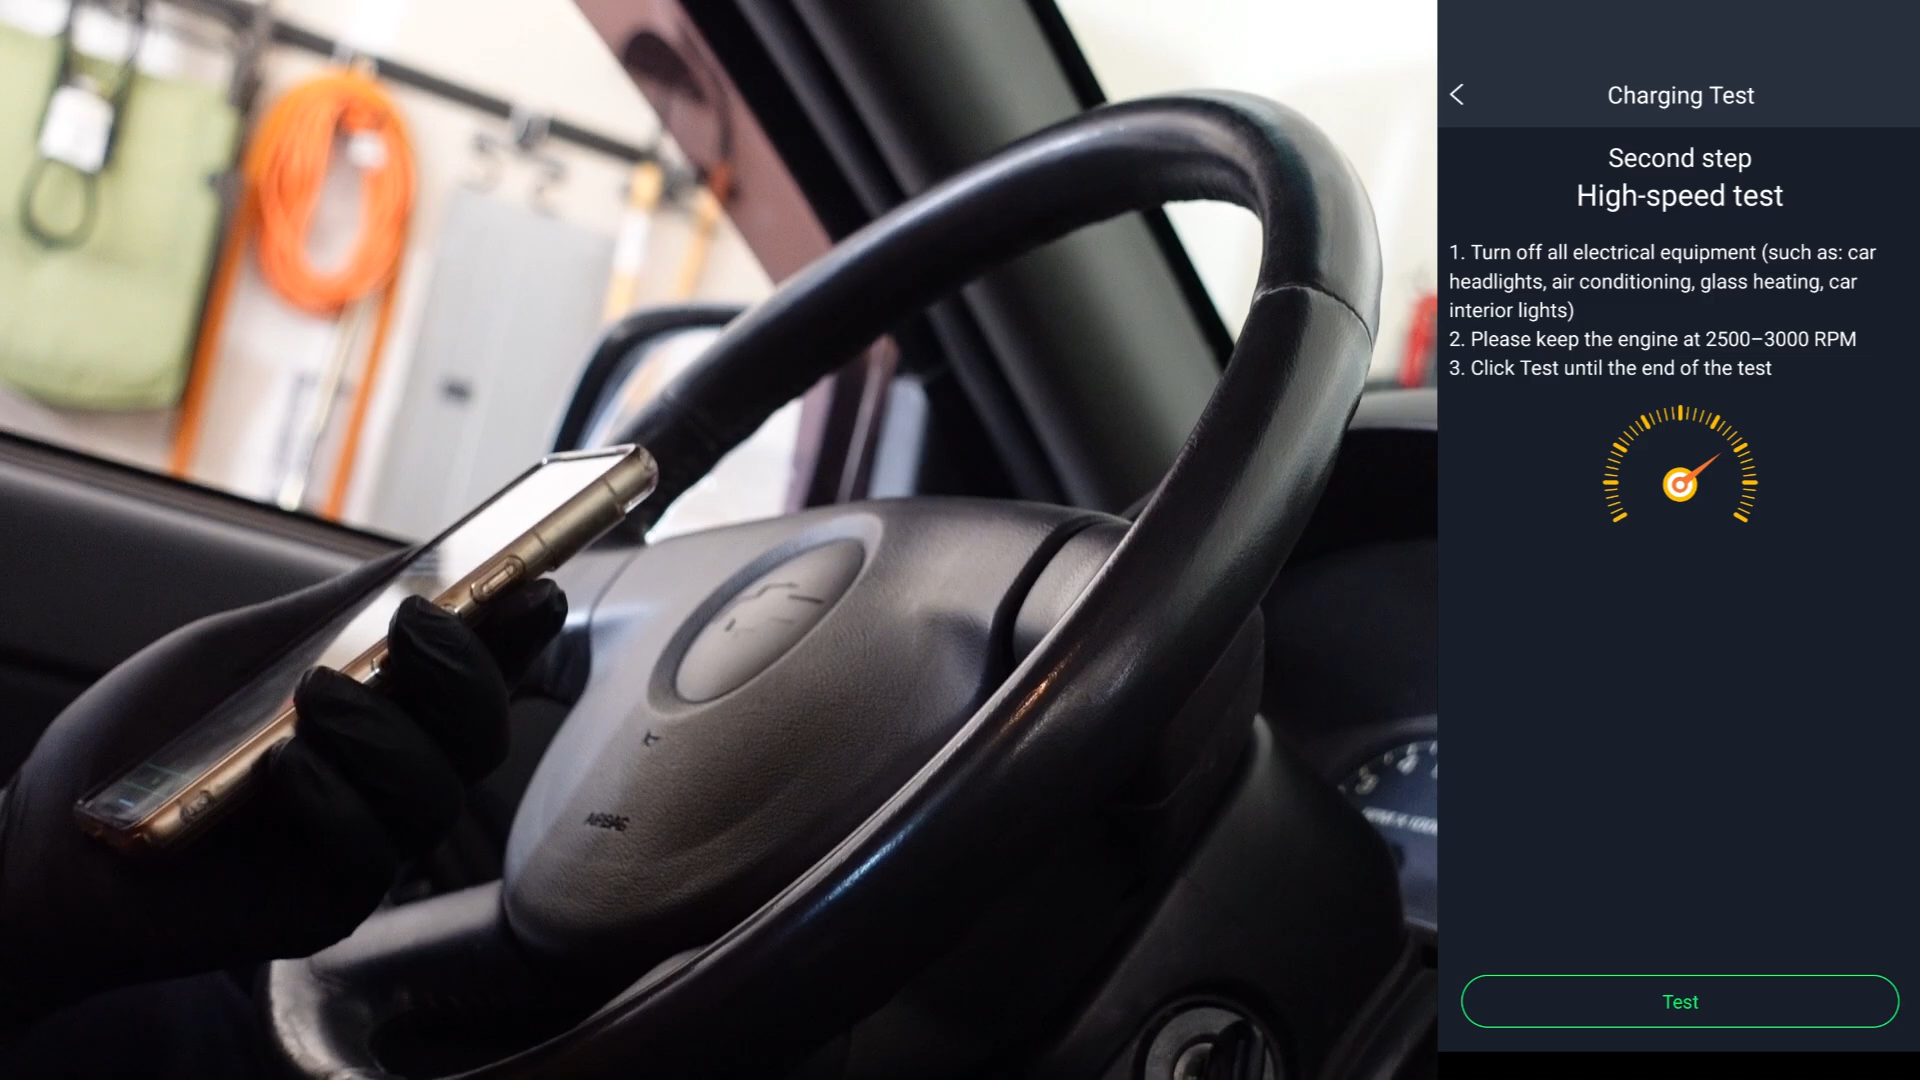 Charging Test
Second step
High-speed test
1. Turn off all electrical equipment (such as: car
headlights, air conditioning, glass heating, car
interior lights)
2. Please keep the engine at 2500–3000 RPM
3. Click Test until the end of the test
Test
AIRBAG